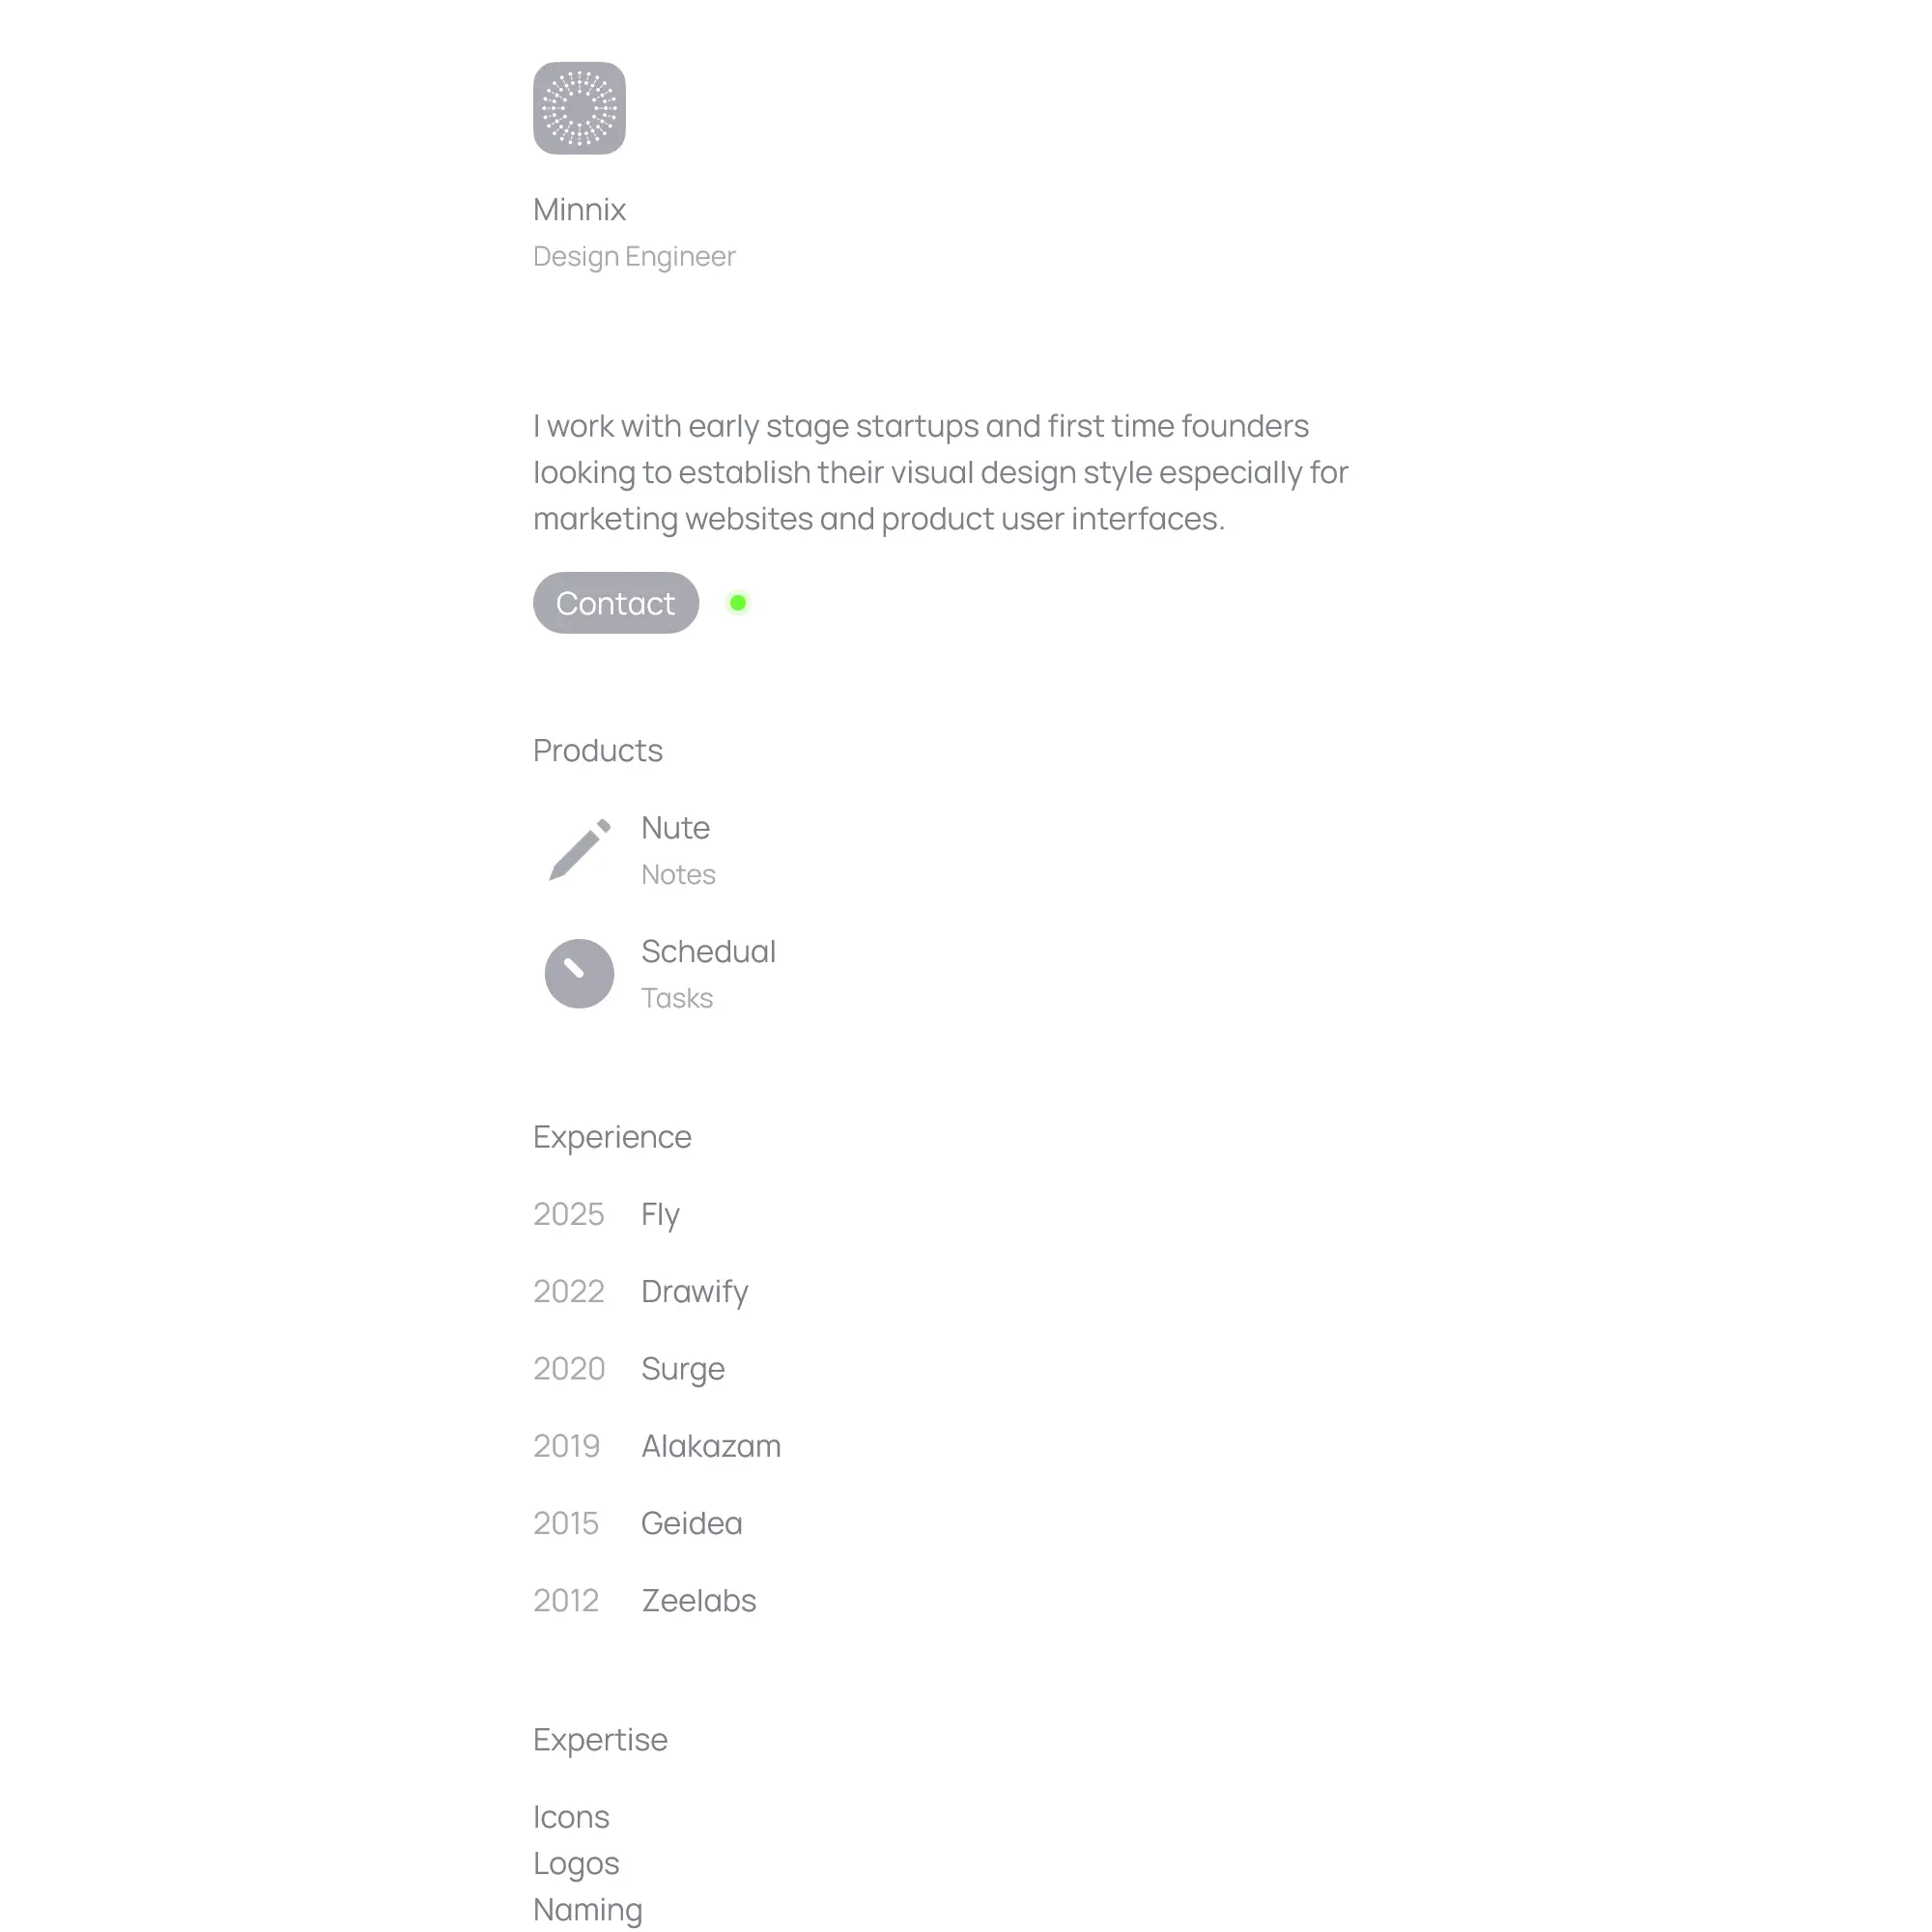 Minnix
Design Engineer
I work with early stage startups and first time founders
looking to establish their visual design style especially for
marketing websites and product user interfaces.
Contact
Products
Nute
Notes
Schedual
Tasks
Experience
2025 Fly
2022 Drawify
2020 Surge
2019 Alakazam
2015 Geidea
2012 Zeelabs
Expertise
Icons
Logos
Naming